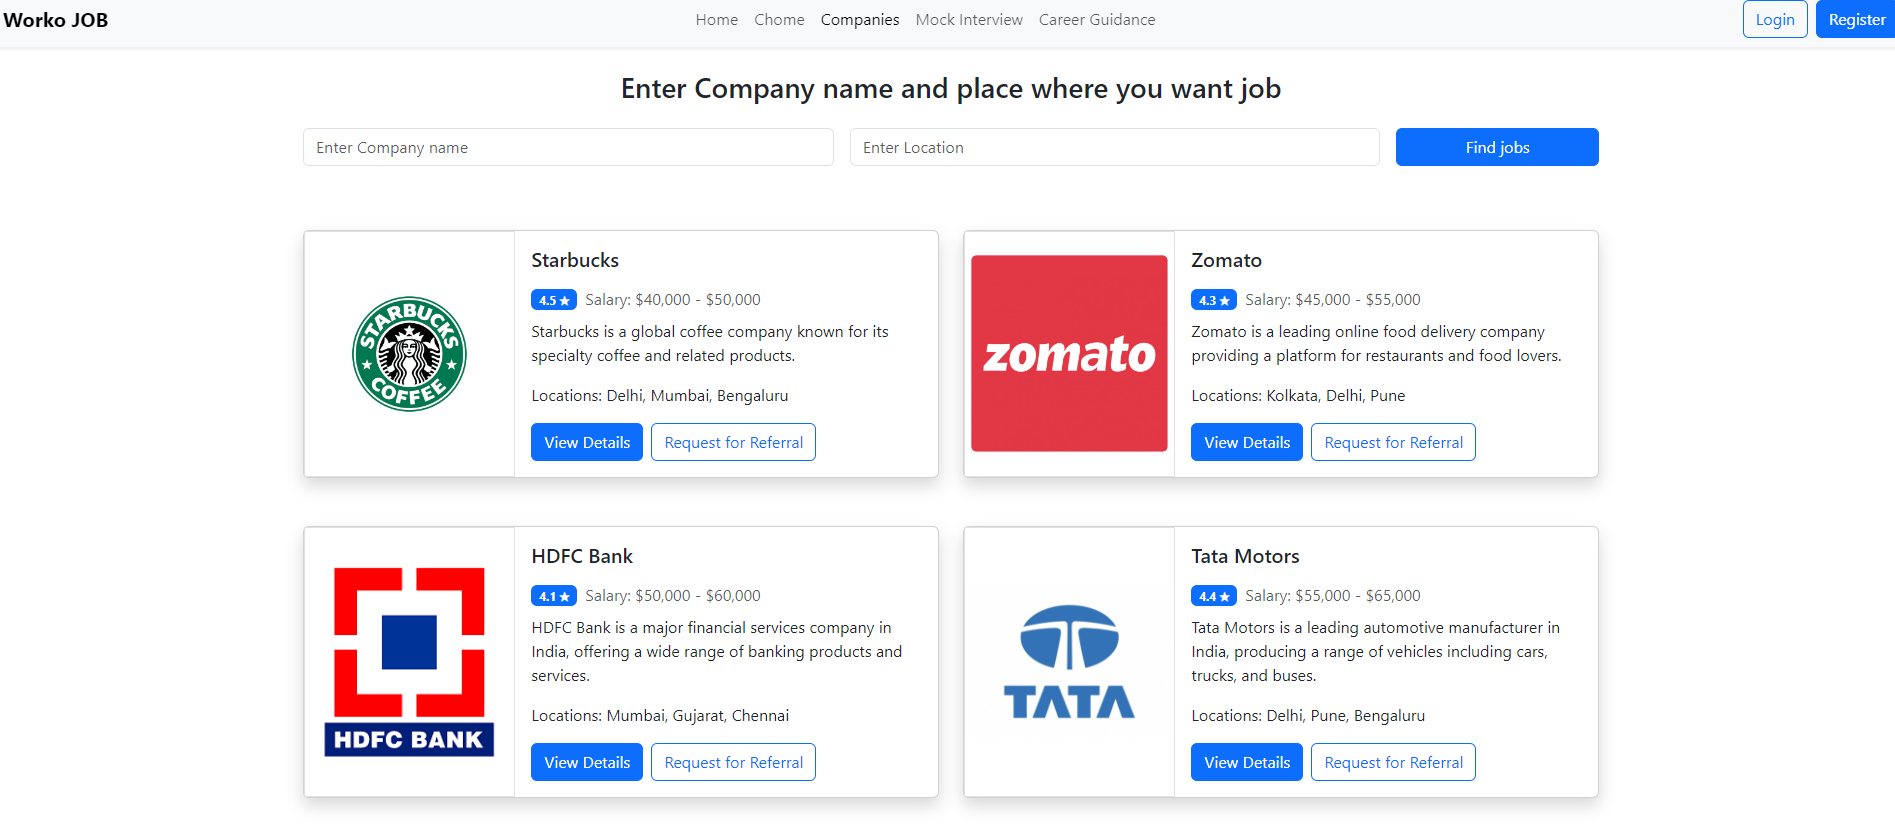 Worko JOB
Home Chome Companies Mock Interview Career Guidance
Login Register
Enter Company name and place where you want job
Enter Company name
Enter Location
Find jobs
STARBUCKS
COFFEE
Starbucks
4.5 ★ Salary: $40,000 - $50,000
Starbucks is a global coffee company known for its
specialty coffee and related products.
Locations: Delhi, Mumbai, Bengaluru
View Details Request for Referral
zomato
Zomato
4.3 ★ Salary: $45,000 - $55,000
Zomato is a leading online food delivery company
providing a platform for restaurants and food lovers.
Locations: Kolkata, Delhi, Pune
View Details Request for Referral
HDFC BANK
HDFC Bank
4.1 ★ Salary: $50,000 - $60,000
HDFC Bank is a major financial services company in
India, offering a wide range of banking products and
services.
Locations: Mumbai, Gujarat, Chennai
View Details Request for Referral
TATA
Tata Motors
4.4 ★ Salary: $55,000 - $65,000
Tata Motors is a leading automotive manufacturer in
India, producing a range of vehicles including cars,
trucks, and buses.
Locations: Delhi, Pune, Bengaluru
View Details Request for Referral